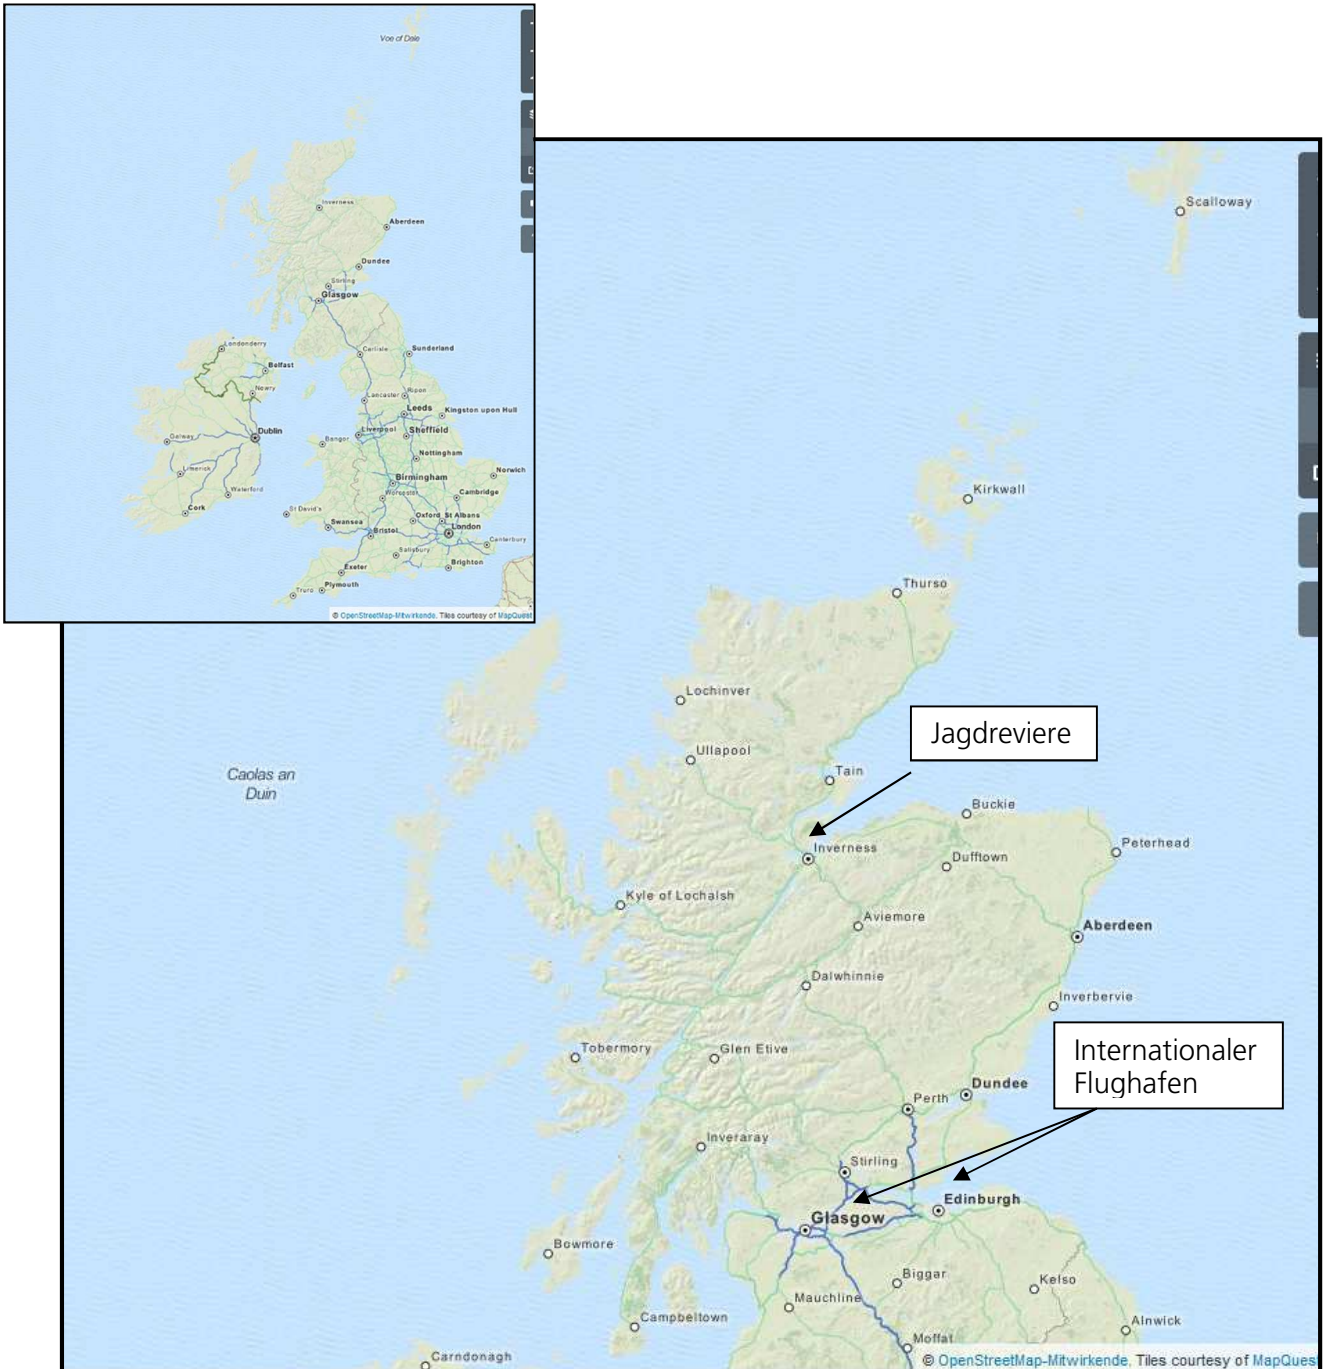 Voe of Dale
Inverness
Aberdeen
Dundee
Stirling
Glasgow
Londonderry
Belfast
Newry
Carlisle
Sunderland
Lancaster
Ripon
Leeds
Kingston upon Hull
Liverpool
Sheffield
Bangor
Nottingham
Dublin
Galway
Limerick
Waterford
Cork
Norwich
Birmingham
Worcester
Cambridge
St David's
Swansea
Oxford
St Albans
London
Bristol
Canterbury
Salisbury
Brighton
Exeter
Plymouth
Truro
© OpenStreetMap-Mitwirkende, Tiles courtesy of MapQuest
Scalloway
Kirkwall
Thurso
Lochinver
Jagdreviere
Ullapool
Tain
Caolas an
Duin
Buckie
Inverness
Dufftown
Peterhead
Kyle of Lochalsh
Aviemore
Aberdeen
Dalwhinnie
Inverbervie
Internationaler
Flughafen
Tobermory
Glen Etive
Dundee
Perth
Inveraray
Stirling
Edinburgh
Glasgow
Bowmore
Biggar
Kelso
Mauchline
Campbeltown
Alnwick
Moffat
Carndonagh
© OpenStreetMap-Mitwirkende, Tiles courtesy of MapQues